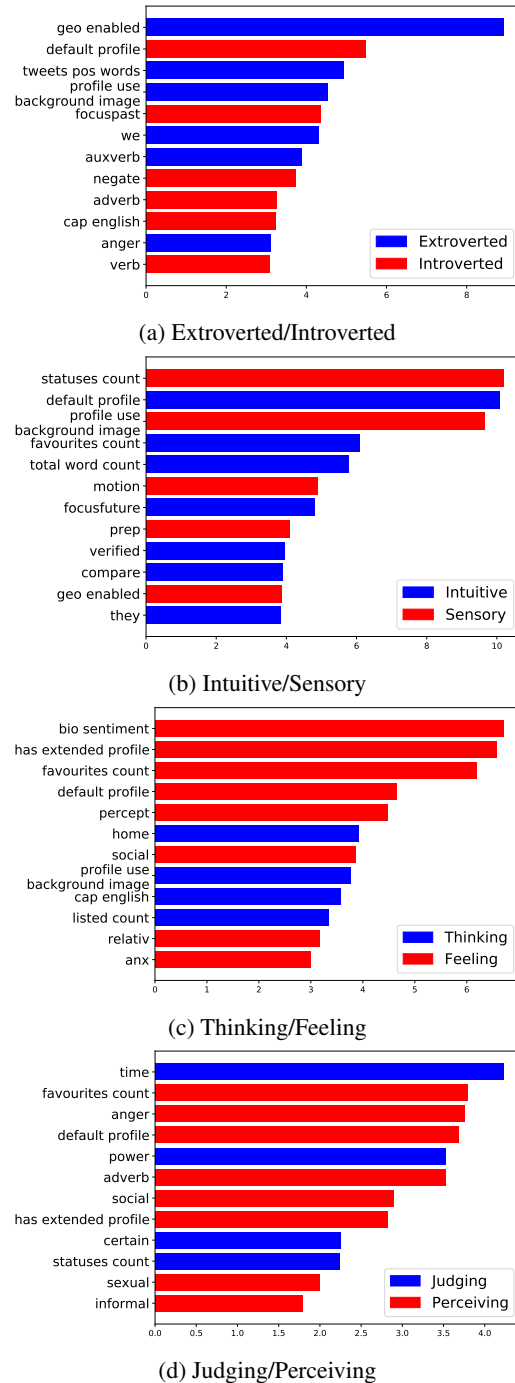 geo enabled
default profile
tweets pos words
profile use
background image
focuspast
we
auxverb
negate
adverb
cap english
anger
verb
Extroverted
Introverted
0 2 4 6 8
(a) Extroverted/Introverted
statuses count
default profile
profile use
background image
favourites count
total word count
motion
focusfuture
prep
verified
compare
geo enabled
they
Intuitive
Sensory
0 2 4 6 8 10
(b) Intuitive/Sensory
bio sentiment
has extended profile
favourites count
default profile
percept
home
social
profile use
background image
cap english
listed count
relativ
anx
Thinking
Feeling
0 1 2 3 4 5 6
(c) Thinking/Feeling
time
favourites count
anger
default profile
power
adverb
social
has extended profile
certain
statuses count
sexual
informal
Judging
Perceiving
0.0 0.5 1.0 1.5 2.0 2.5 3.0 3.5 4.0
(d) Judging/Perceiving